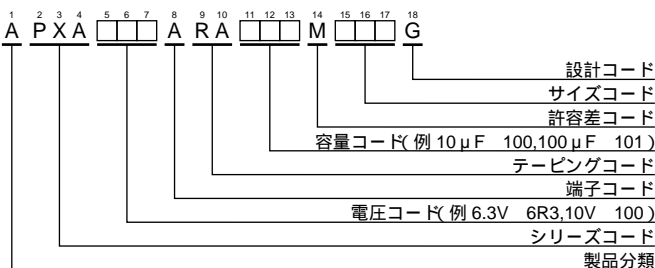 1 2 3 4 5 6 7 8 9 10 11 12 13 14 15 16 17 18
A P X A □□□ A R A □□□ M □□□ G
設計コード
サイズコード
許容差コード
容量コード(例 10μF 100,100μF 101)
テーピングコード
端子コード
電圧コード(例 6.3V 6R3,10V 100)
シリーズコード
製品分類